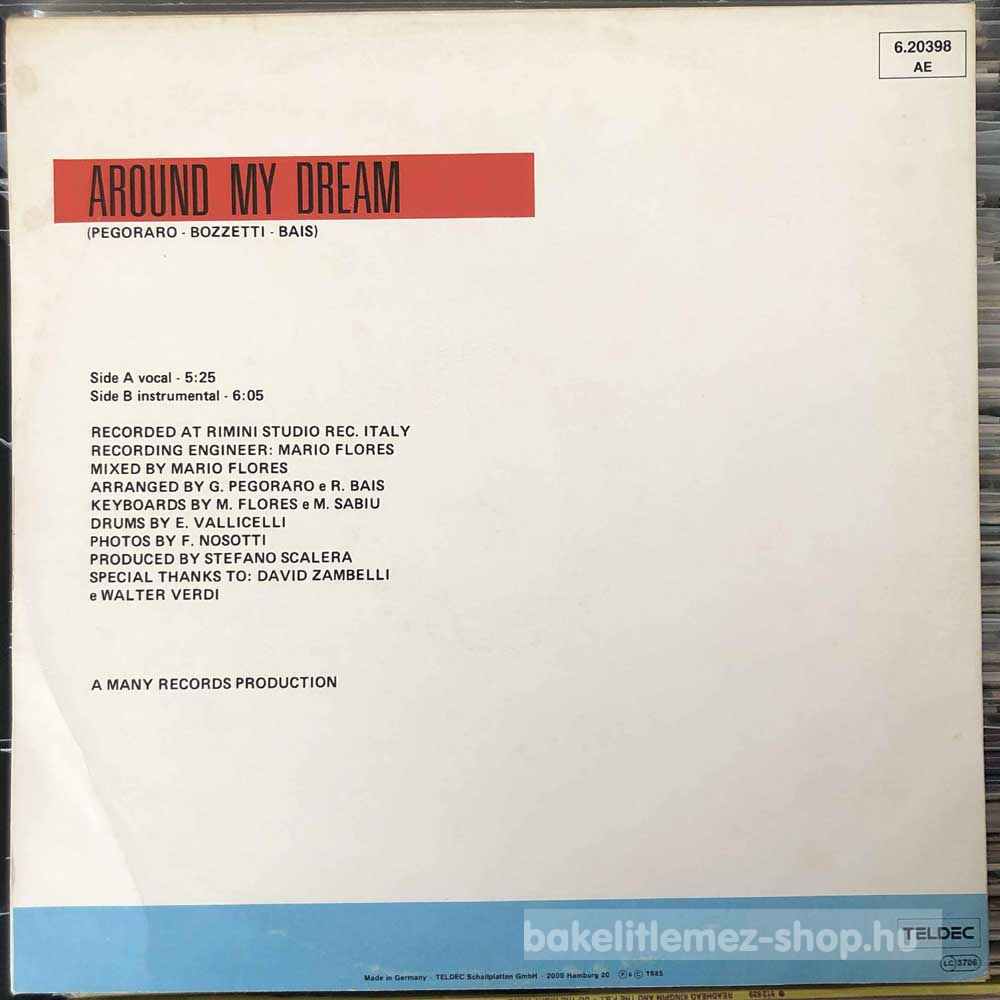 6.20398
AE
AROUND MY DREAM
(PEGORARO - BOZZETTI - BAIS)
Side A vocal - 5:25
Side B instrumental - 6:05
RECORDED AT RIMINI STUDIO REC. ITALY
RECORDING ENGINEER: MARIO FLORES
MIXED BY MARIO FLORES
ARRANGED BY G. PEGORARO e R. BAIS
KEYBOARDS BY M. FLORES e M. SABIU
DRUMS BY E. VALLICELLI
PHOTOS BY F. NOSOTTI
PRODUCED BY STEFANO SCALERA
SPECIAL THANKS TO: DAVID ZAMBELLI
e WALTER VERDI
A MANY RECORDS PRODUCTION
bakelitlemez-shop.hu
TELDEC
LC 3706
Made in Germany - TELDEC Schallplatten GmbH - 2000 Hamburg 20 Ⓟ & © 1985